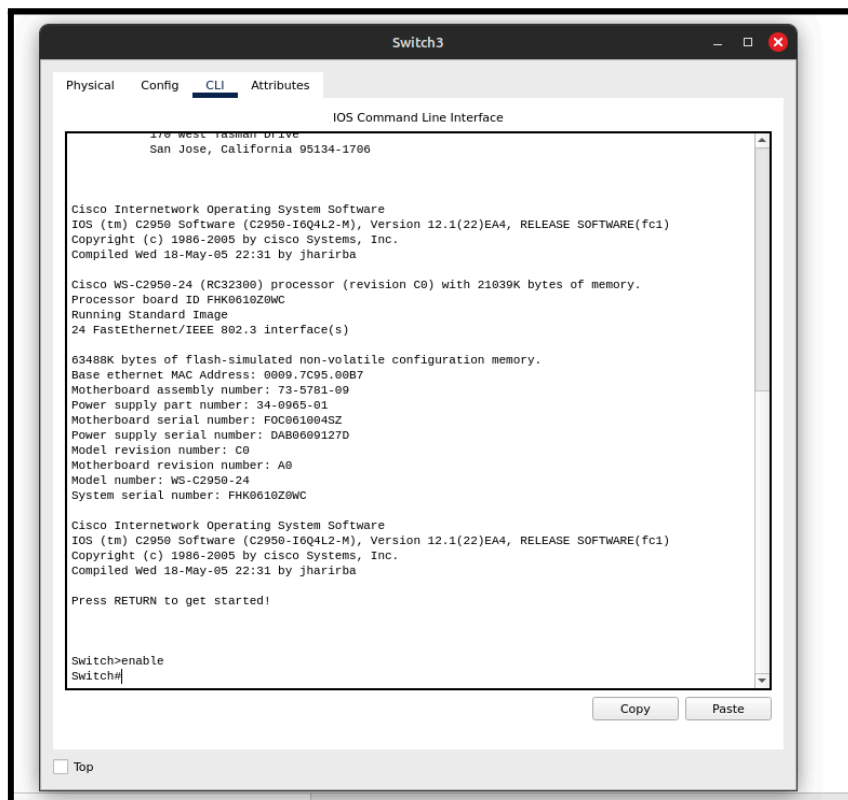 Switch3
Physical Config CLI Attributes
IOS Command Line Interface
170 West Tasman Drive
San Jose, California 95134-1706
Cisco Internetwork Operating System Software
IOS (tm) C2950 Software (C2950-I6Q4L2-M), Version 12.1(22)EA4, RELEASE SOFTWARE(fc1)
Copyright (c) 1986-2005 by cisco Systems, Inc.
Compiled Wed 18-May-05 22:31 by jharirba
Cisco WS-C2950-24 (RC32300) processor (revision C0) with 21039K bytes of memory.
Processor board ID FHK0610Z0WC
Running Standard Image
24 FastEthernet/IEEE 802.3 interface(s)
63488K bytes of flash-simulated non-volatile configuration memory.
Base ethernet MAC Address: 0009.7C95.00B7
Motherboard assembly number: 73-5781-09
Power supply part number: 34-0965-01
Motherboard serial number: FOC061004SZ
Power supply serial number: DAB0609127D
Model revision number: C0
Motherboard revision number: A0
Model number: WS-C2950-24
System serial number: FHK0610Z0WC
Cisco Internetwork Operating System Software
IOS (tm) C2950 Software (C2950-I6Q4L2-M), Version 12.1(22)EA4, RELEASE SOFTWARE(fc1)
Copyright (c) 1986-2005 by cisco Systems, Inc.
Compiled Wed 18-May-05 22:31 by jharirba
Press RETURN to get started!
Switch>enable
Switch#
Copy Paste
Top